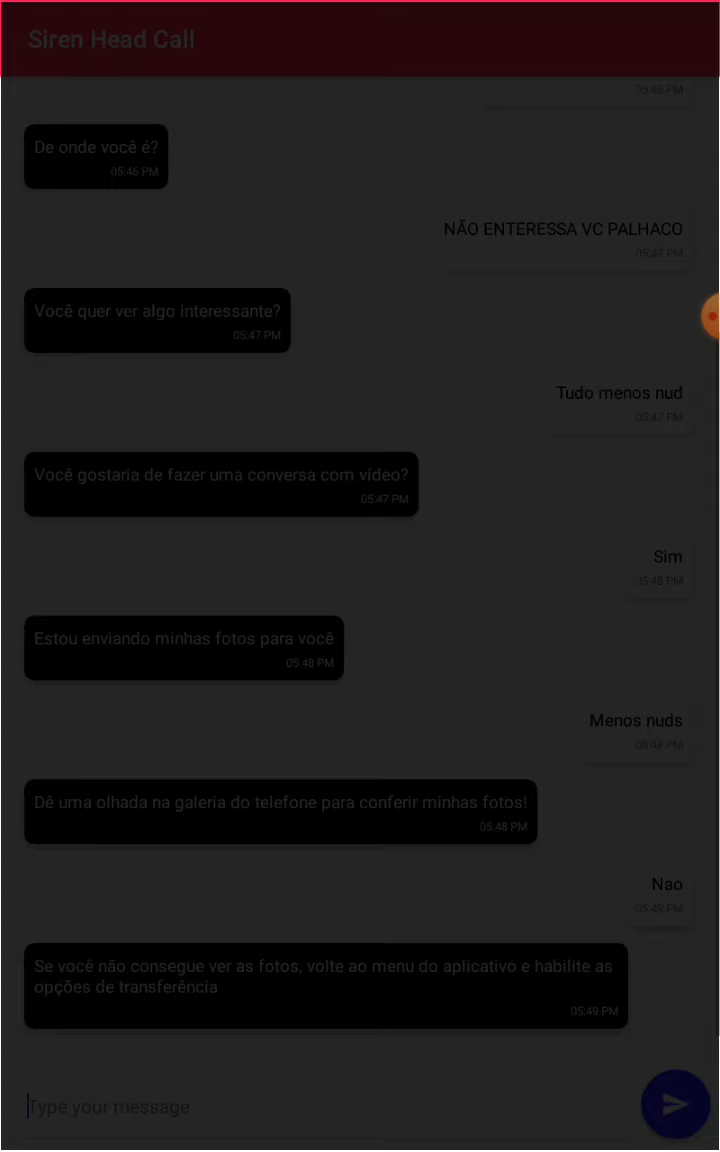 Siren Head Call
05:46 PM
De onde você é?
05:46 PM
NÃO ENTERESSA VC PALHACO
05:47 PM
Você quer ver algo interessante?
05:47 PM
Tudo menos nud
05:47 PM
Você gostaria de fazer uma conversa com vídeo?
05:47 PM
Sim
05:48 PM
Estou enviando minhas fotos para você
05:48 PM
Menos nuds
05:48 PM
Dê uma olhada na galeria do telefone para conferir minhas fotos!
05:48 PM
Nao
05:49 PM
Se você não consegue ver as fotos, volte ao menu do aplicativo e habilite as
opções de transferência
05:49 PM
Type your message